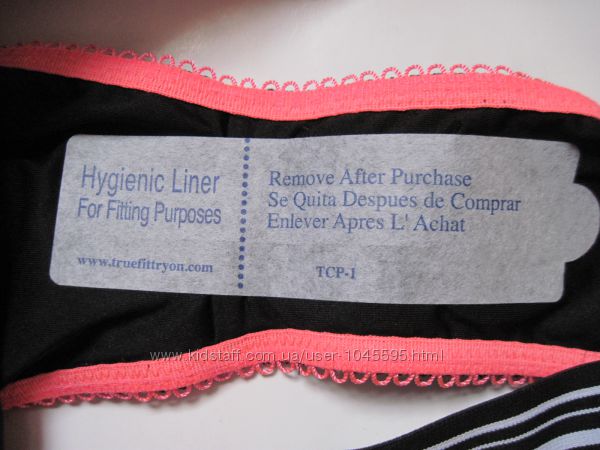 Hygienic Liner
For Fitting Purposes
www.truefittryon.com
Remove After Purchase
Se Quita Despues de Comprar
Enlever Apres L' Achat
TCP-1
www.kidstaff.com.ua/user-1045595.html